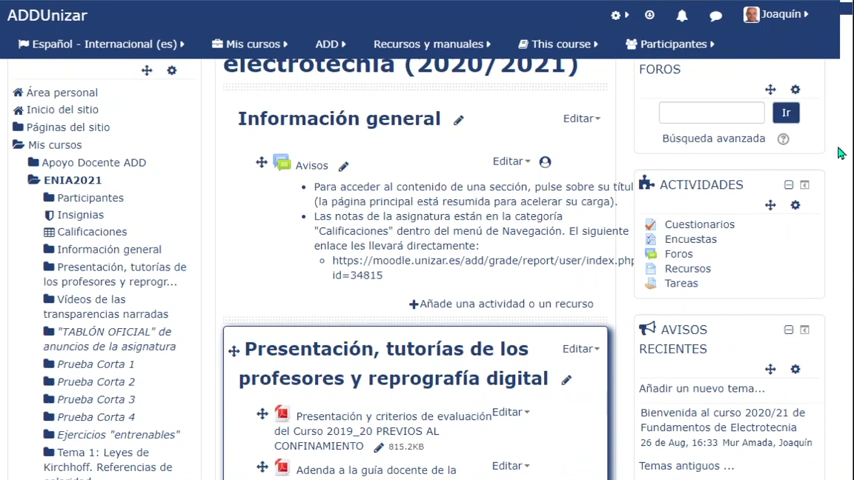 ADDUnizar
Joaquín
Español - Internacional (es)
Mis cursos
ADD
Recursos y manuales
This course
Participantes
Área personal
Inicio del sitio
Páginas del sitio
Mis cursos
Apoyo Docente ADD
ENIA2021
Participantes
Insignias
Calificaciones
Información general
Presentación, tutorías de
los profesores y reprogr...
Vídeos de las
transparencias narradas
"TABLÓN OFICIAL" de
anuncios de la asignatura
Prueba Corta 1
Prueba Corta 2
Prueba Corta 3
Prueba Corta 4
Ejercicios "entrenables"
Tema 1: Leyes de
Kirchhoff. Referencias de
electrotecnia (2020/2021)
Información general
Editar
Avisos
Editar
Para acceder al contenido de una sección, pulse sobre su títul
(la página principal está resumida para acelerar su carga).
Las notas de la asignatura están en la categoría
"Calificaciones" dentro del menú de Navegación. El siguiente
enlace les llevará directamente:
https://moodle.unizar.es/add/grade/report/user/index.php
id=34815
Añade una actividad o un recurso
Presentación, tutorías de los
profesores y reprografía digital
Editar
Presentación y criterios de evaluación
del Curso 2019_20 PREVIOS AL
CONFINAMIENTO
815.2KB
Editar
Adenda a la guía docente de la
Editar
FOROS
Ir
Búsqueda avanzada
ACTIVIDADES
Cuestionarios
Encuestas
Foros
Recursos
Tareas
AVISOS
RECIENTES
Añadir un nuevo tema...
Bienvenida al curso 2020/21 de
Fundamentos de Electrotecnia
26 de Aug, 16:33 Mur Amada, Joaquín
Temas antiguos ...